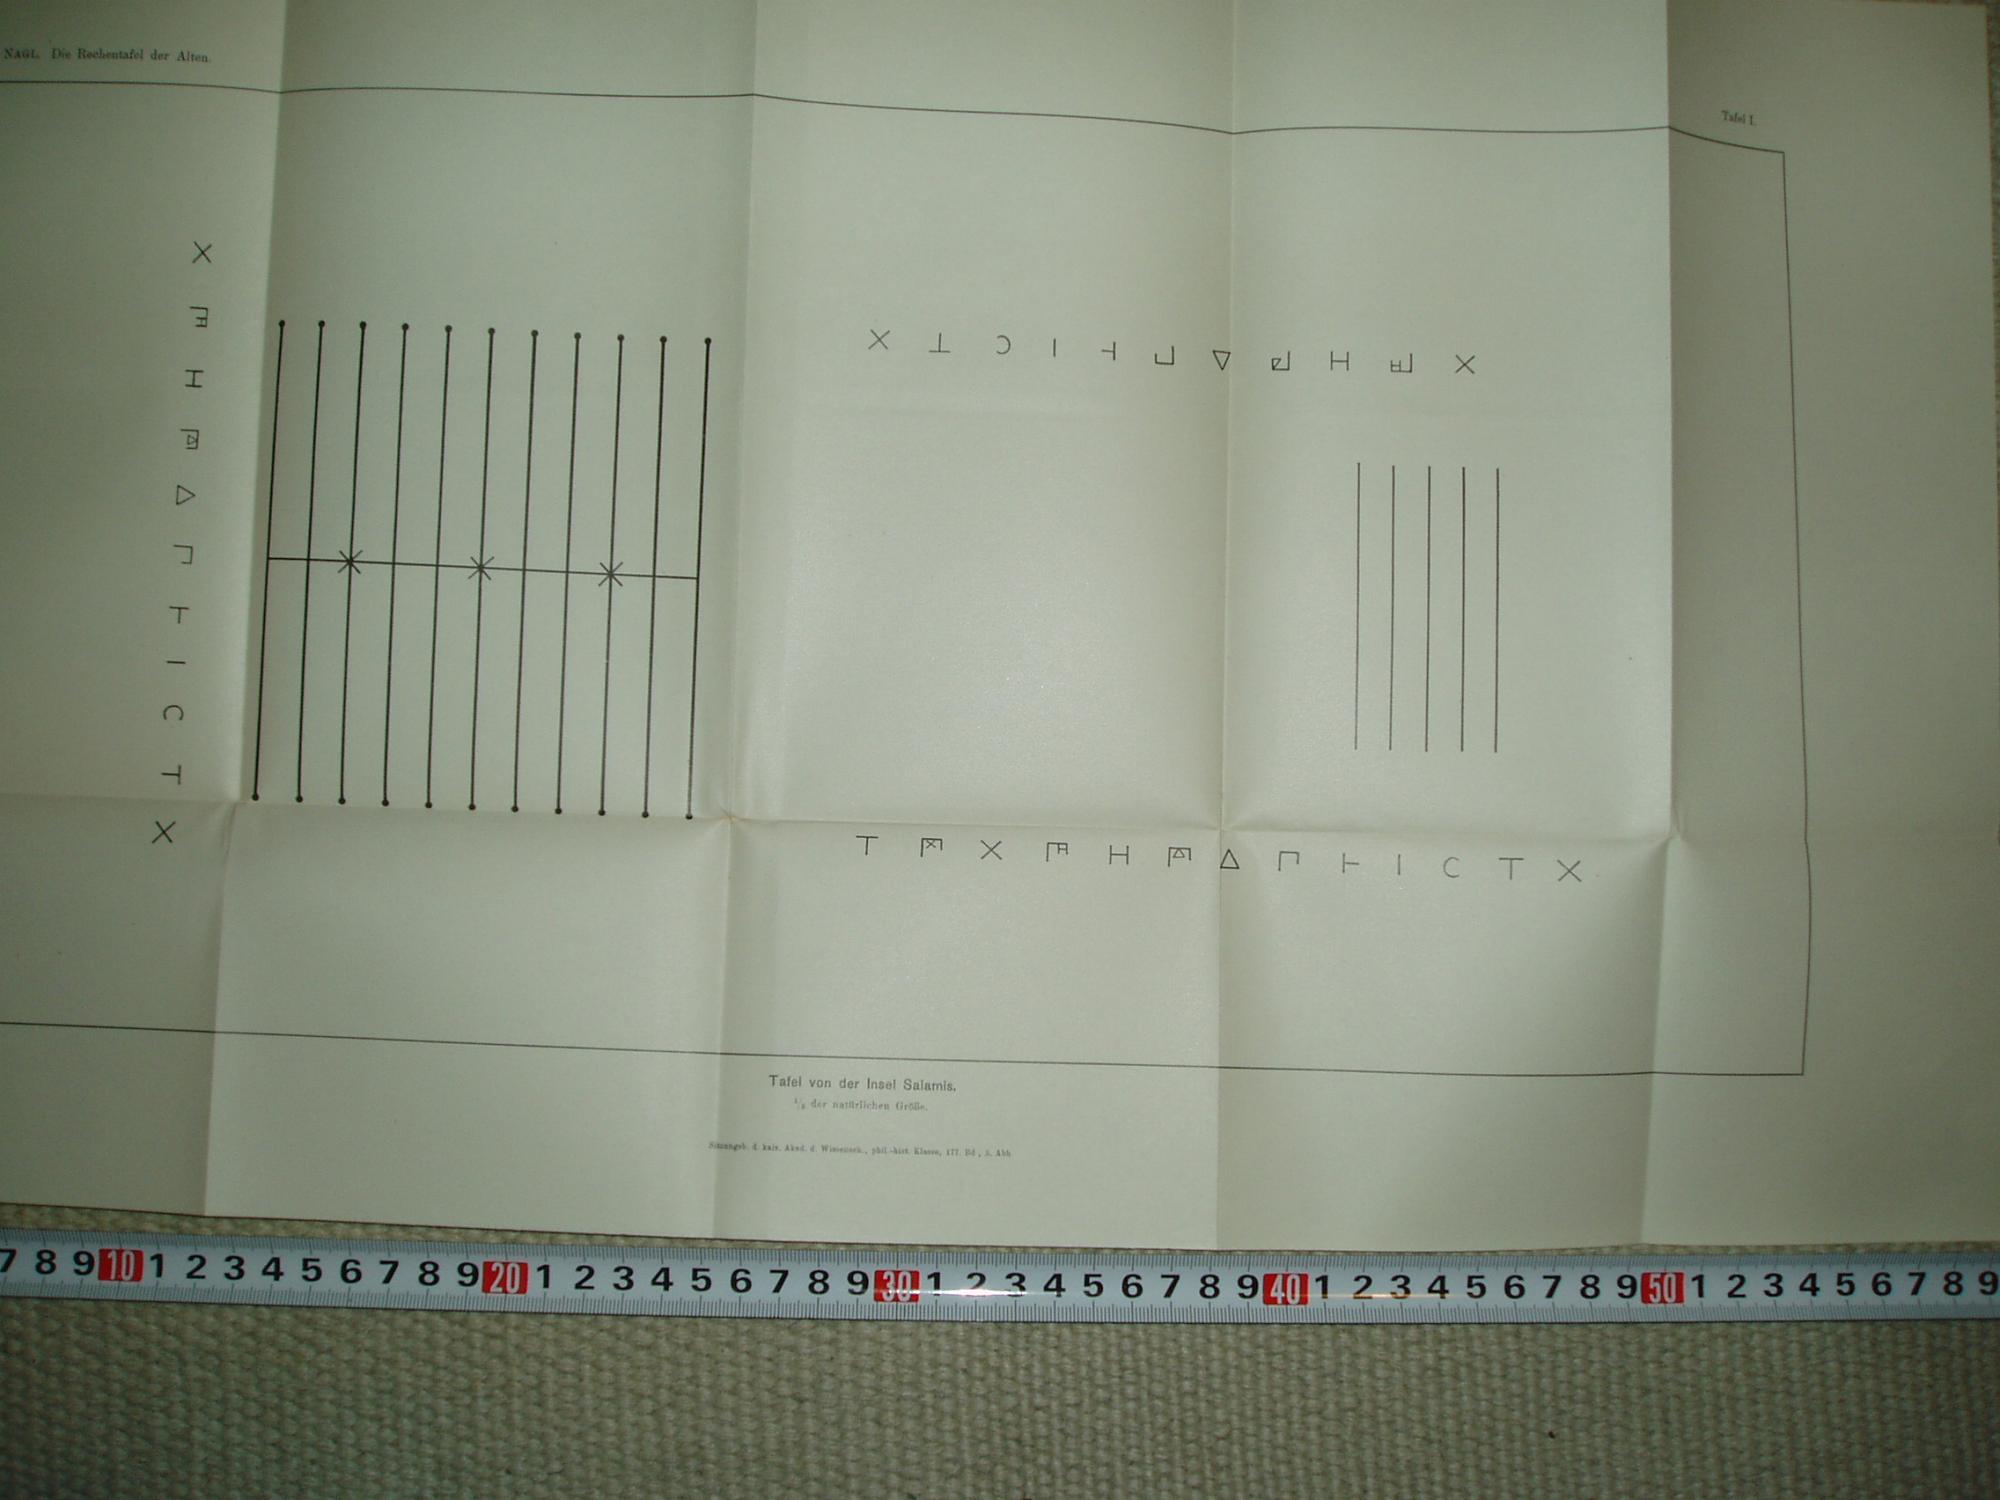 NAGL. Die Rechentafel der Alten.
Tafel I.
Χ 𐅅 Η 𐅄 Δ Π Ͱ Ι Ϲ Τ Χ
Χ Τ Ϲ Ι Ͱ Π Δ 𐅄 Η 𐅅 Χ
Τ 𐅆 Χ 𐅅 Η 𐅄 Δ Π Ͱ Ι Ϲ Τ Χ
Tafel von der Insel Salamis.
der natürlichen Größe.
Sitzungsb. d. kais. Akad. d. Wissensch., phil.-hist. Klasse, 177. Bd., 5. Abh.
7 8 9 10 1 2 3 4 5 6 7 8 9 20 1 2 3 4 5 6 7 8 9 30 1 2 3 4 5 6 7 8 9 40 1 2 3 4 5 6 7 8 9 50 1 2 3 4 5 6 7 8 9